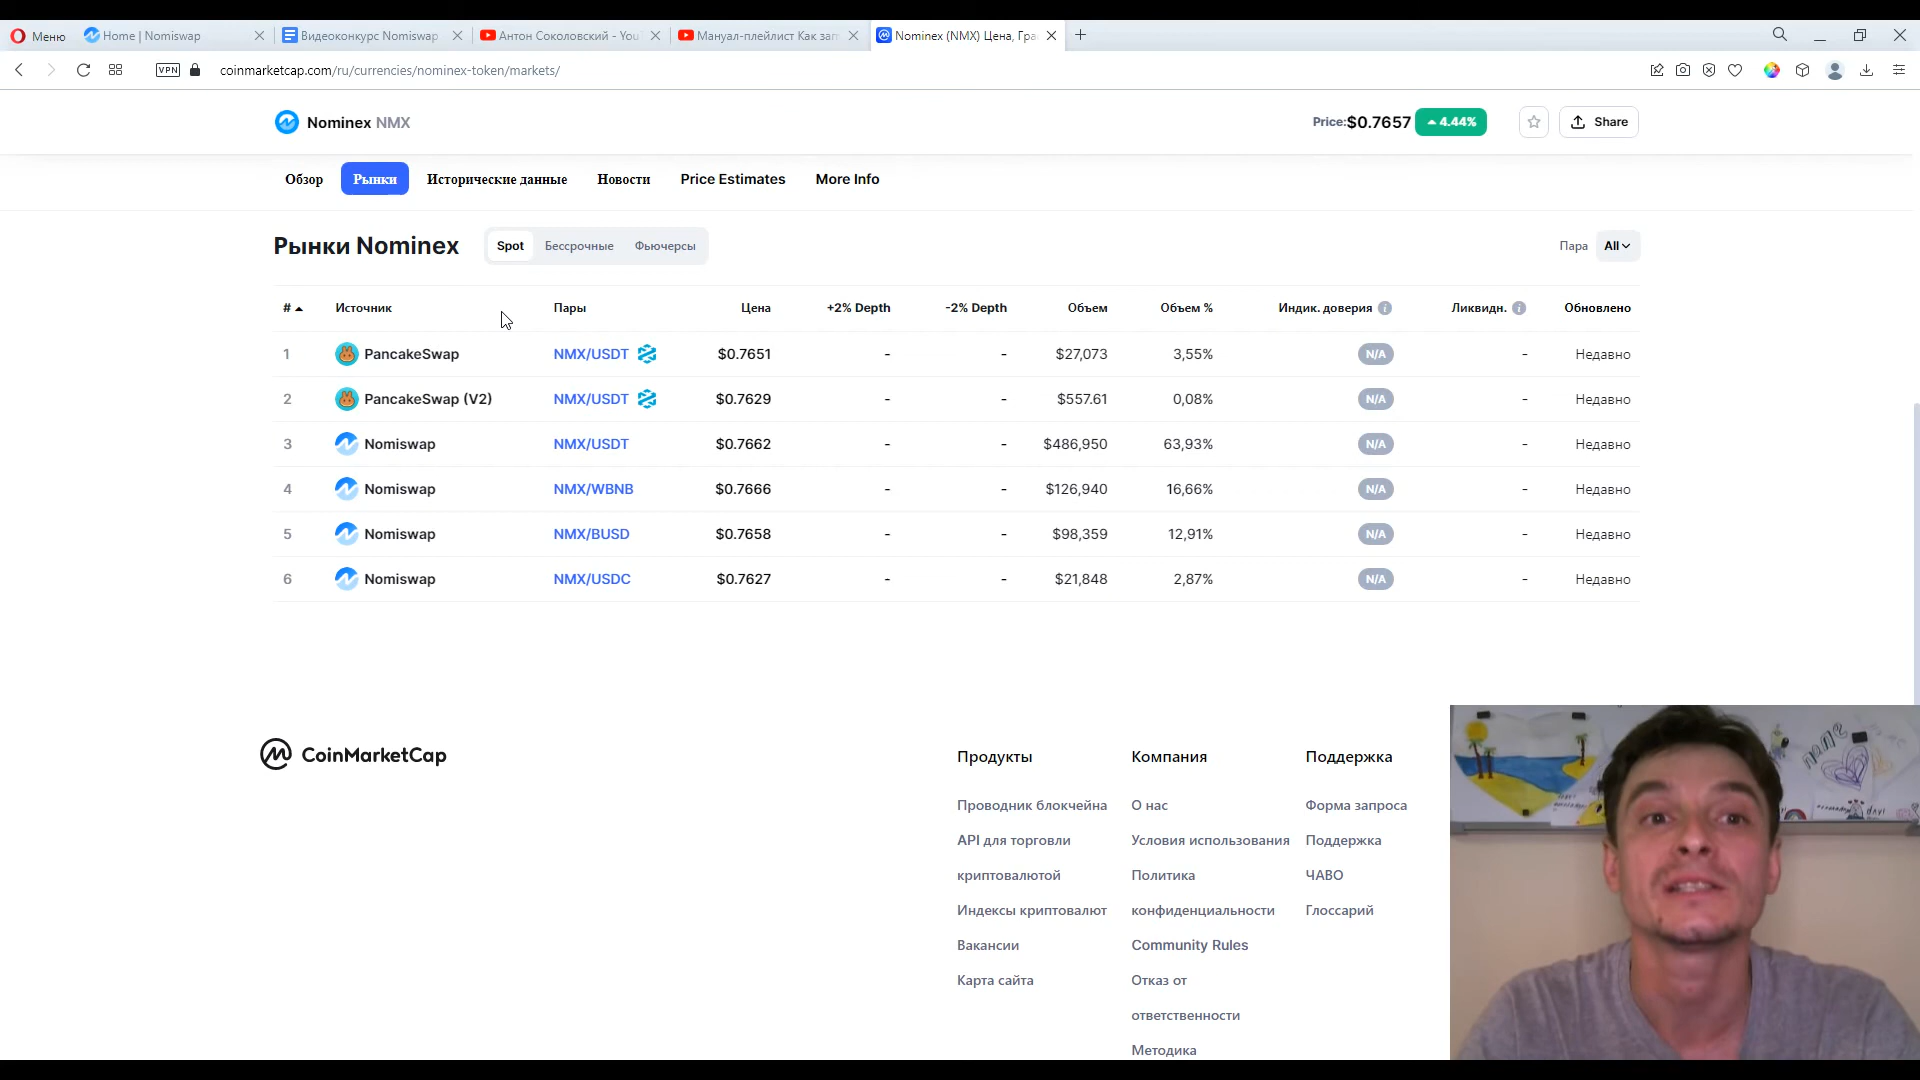 Меню
Home | Nomiswap
Видеоконкурс Nomiswap
Антон Соколовский - You
Мануал-плейлист Как зап
Nominex (NMX) Цена, Гра
VPN
coinmarketcap.com/ru/currencies/nominex-token/markets/
Nominex NMX
Price:$0.7657
4.44%
Share
Обзор
Рынки
Исторические данные
Новости
Price Estimates
More Info
Рынки Nominex
Spot
Бессрочные
Фьючерсы
Пара
All
# Источник Пары Цена +2% Depth -2% Depth Объем Объем % Индик. доверия Ликвидн. Обновлено
1 PancakeSwap NMX/USDT $0.7651 - - $27,073 3,55% N/A - Недавно
2 PancakeSwap (V2) NMX/USDT $0.7629 - - $557.61 0,08% N/A - Недавно
3 Nomiswap NMX/USDT $0.7662 - - $486,950 63,93% N/A - Недавно
4 Nomiswap NMX/WBNB $0.7666 - - $126,940 16,66% N/A - Недавно
5 Nomiswap NMX/BUSD $0.7658 - - $98,359 12,91% N/A - Недавно
6 Nomiswap NMX/USDC $0.7627 - - $21,848 2,87% N/A - Недавно
CoinMarketCap
Продукты
Проводник блокчейна
API для торговли
криптовалютой
Индексы криптовалют
Вакансии
Карта сайта
Компания
О нас
Условия использования
Политика
конфиденциальности
Community Rules
Отказ от
ответственности
Методика
Поддержка
Форма запроса
Поддержка
ЧАВО
Глоссарий